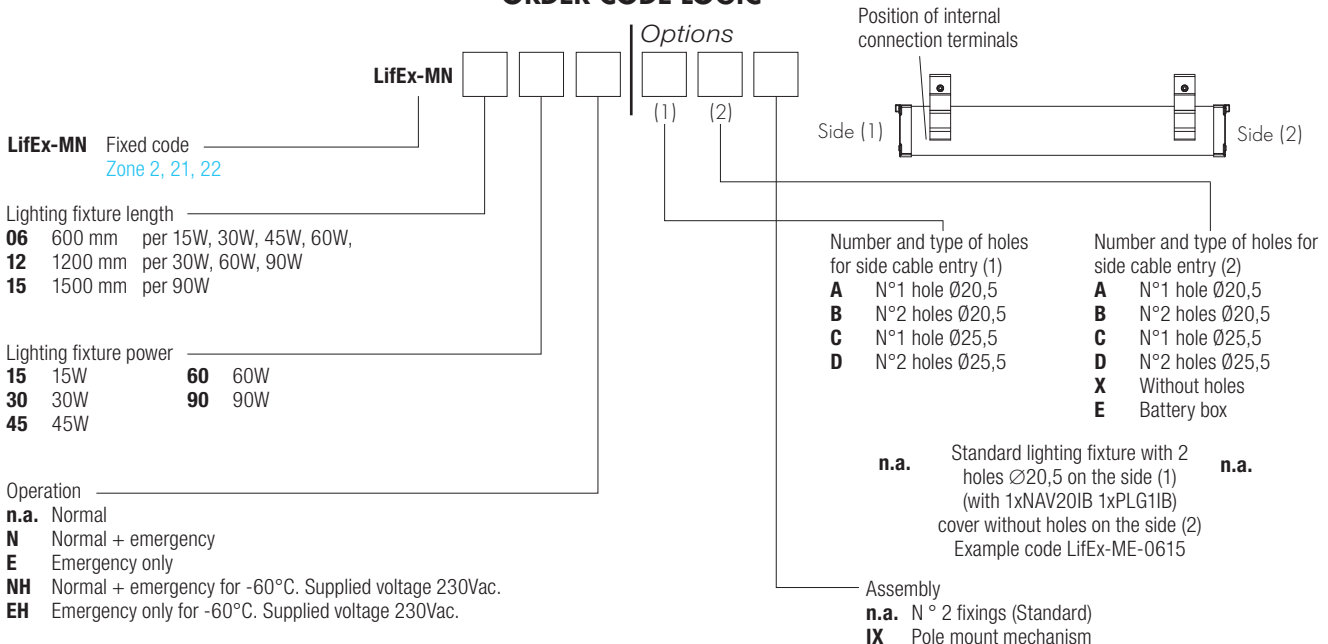 ORDER CODE LOGIC
Options
Position of internal
connection terminals
LifEx-MN
(1) (2)
Side (1)
Side (2)
LifEx-MN Fixed code
Zone 2, 21, 22
Lighting fixture length
06 600 mm per 15W, 30W, 45W, 60W,
12 1200 mm per 30W, 60W, 90W
15 1500 mm per 90W
Lighting fixture power
15 15W 60 60W
30 30W 90 90W
45 45W
Operation
n.a. Normal
N Normal + emergency
E Emergency only
NH Normal + emergency for -60°C. Supplied voltage 230Vac.
EH Emergency only for -60°C. Supplied voltage 230Vac.
Number and type of holes
for side cable entry (1)
A N°1 hole Ø20,5
B N°2 holes Ø20,5
C N°1 hole Ø25,5
D N°2 holes Ø25,5
Number and type of holes for
side cable entry (2)
A N°1 hole Ø20,5
B N°2 holes Ø20,5
C N°1 hole Ø25,5
D N°2 holes Ø25,5
X Without holes
E Battery box
n.a. Standard lighting fixture with 2 n.a.
holes ∅20,5 on the side (1)
(with 1xNAV20IB 1xPLG1IB)
cover without holes on the side (2)
Example code LifEx-ME-0615
Assembly
n.a. N ° 2 fixings (Standard)
IX Pole mount mechanism